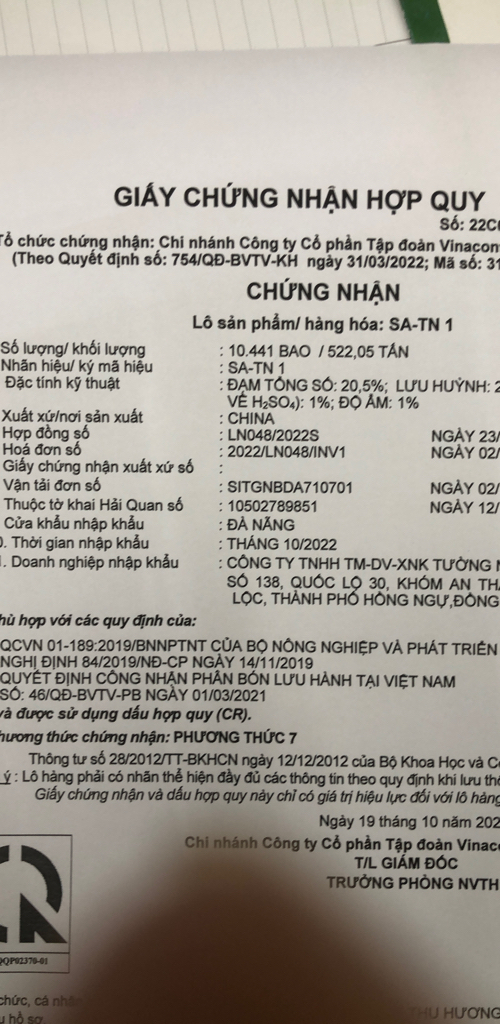 GIẤY CHỨNG NHẬN HỢP QUY
Số: 22C
Tổ chức chứng nhận: Chi nhánh Công ty Cổ phần Tập đoàn Vinacon
(Theo Quyết định số: 754/QĐ-BVTV-KH ngày 31/03/2022; Mã số: 31
CHỨNG NHẬN
Lô sản phẩm/ hàng hóa: SA-TN 1
Số lượng/ khối lượng : 10.441 BAO / 522,05 TẤN
Nhãn hiệu/ ký mã hiệu : SA-TN 1
Đặc tính kỹ thuật : ĐẠM TỔNG SỐ: 20,5%; LƯU HUỲNH: 2
VỀ H₂SO₄): 1%; ĐỘ ẨM: 1%
Xuất xứ/nơi sản xuất : CHINA
Hợp đồng số : LN048/2022S NGÀY 23/
Hoá đơn số : 2022/LN048/INV1 NGÀY 02/
Giấy chứng nhận xuất xứ số :
Vận tải đơn số : SITGNBDA710701 NGÀY 02/
Thuộc tờ khai Hải Quan số : 10502789851 NGÀY 12/
Cửa khẩu nhập khẩu : ĐÀ NẴNG
0. Thời gian nhập khẩu : THÁNG 10/2022
. Doanh nghiệp nhập khẩu : CÔNG TY TNHH TM-DV-XNK TƯỜNG
SỐ 138, QUỐC LỘ 30, KHÓM AN TH
LỘC, THÀNH PHỐ HỒNG NGỰ,ĐỒNG
hù hợp với các quy định của:
QCVN 01-189:2019/BNNPTNT CỦA BỘ NÔNG NGHIỆP VÀ PHÁT TRIỂN
NGHỊ ĐỊNH 84/2019/NĐ-CP NGÀY 14/11/2019
QUYẾT ĐỊNH CÔNG NHẬN PHÂN BÓN LƯU HÀNH TẠI VIỆT NAM
SỐ: 46/QĐ-BVTV-PB NGÀY 01/03/2021
và được sử dụng dấu hợp quy (CR).
hương thức chứng nhận: PHƯƠNG THỨC 7
Thông tư số 28/2012/TT-BKHCN ngày 12/12/2012 của Bộ Khoa Học và C
ý : Lô hàng phải có nhãn thể hiện đầy đủ các thông tin theo quy định khi lưu th
Giấy chứng nhận và dấu hợp quy này chỉ có giá trị hiệu lực đối với lô hàng
Ngày 19 tháng 10 năm 202
Chi nhánh Công ty Cổ phần Tập đoàn Vinac
T/L GIÁM ĐỐC
TRƯỞNG PHÒNG NVTH
QP02370-01
chức, cá nhân
hồ sơ
THU HƯƠNG